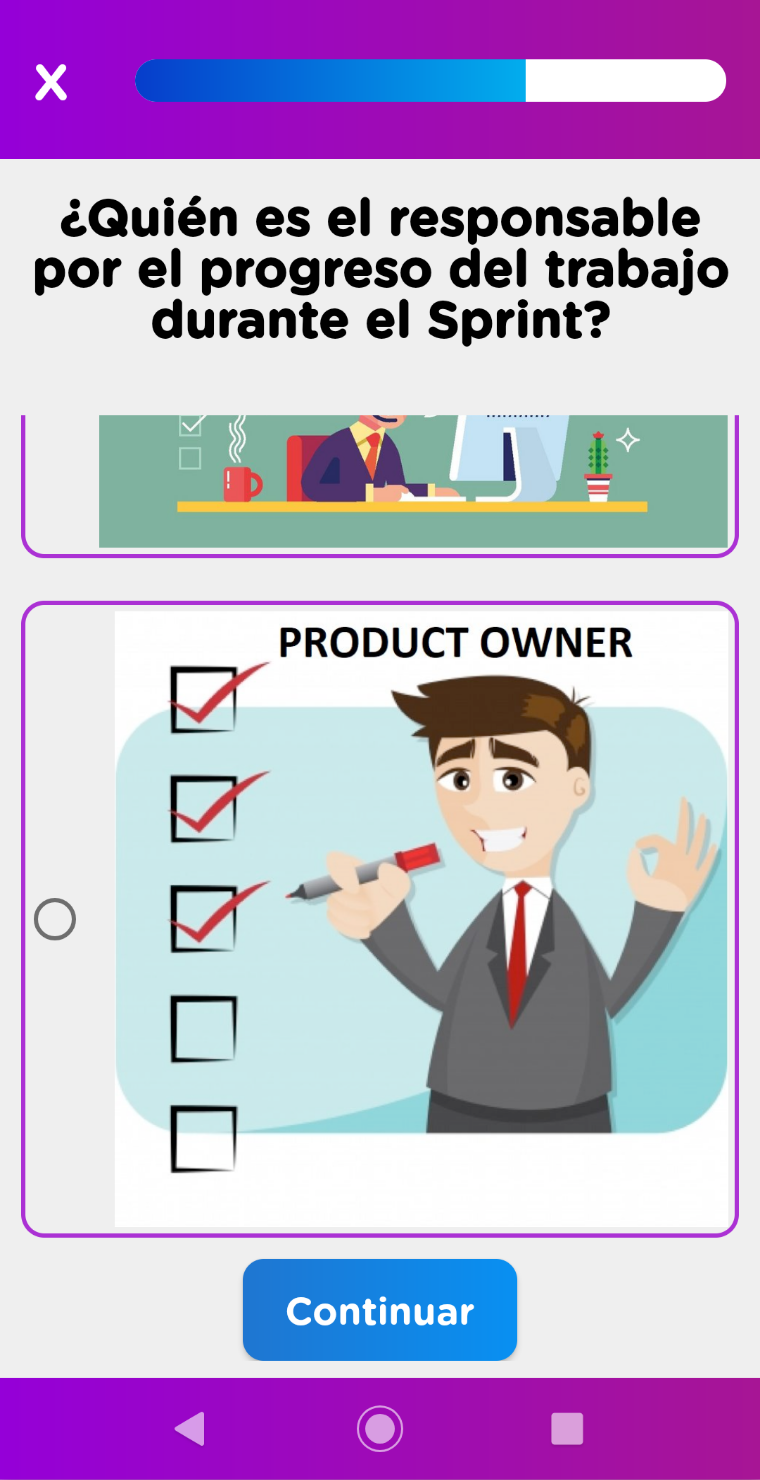 X
¿Quién es el responsable
por el progreso del trabajo
durante el Sprint?
PRODUCT OWNER
Continuar